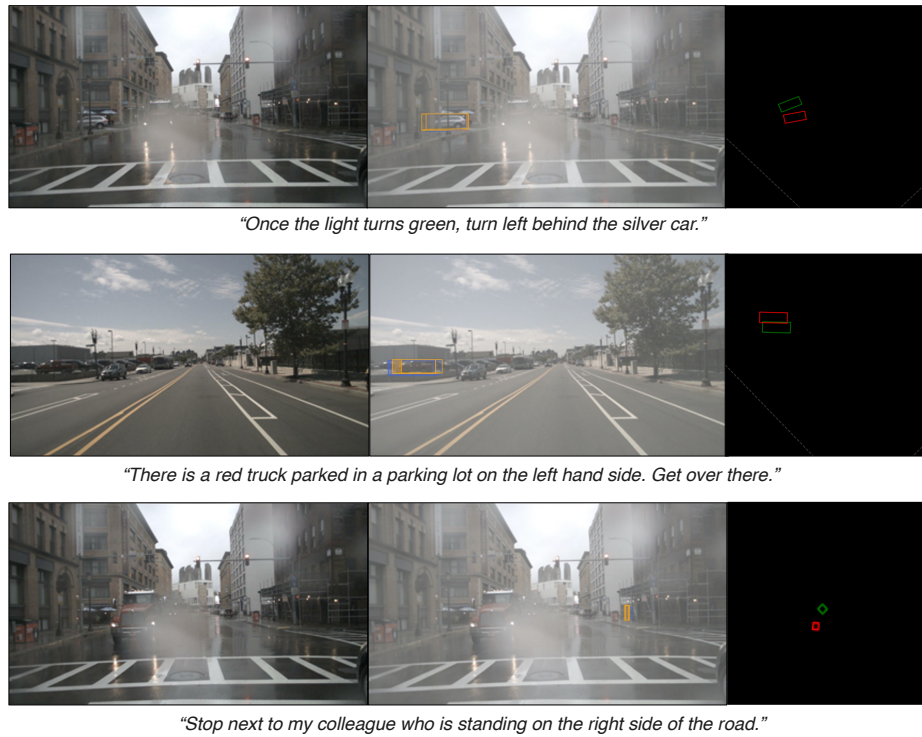 “Once the light turns green, turn left behind the silver car.”
“There is a red truck parked in a parking lot on the left hand side. Get over there.”
“Stop next to my colleague who is standing on the right side of the road.”